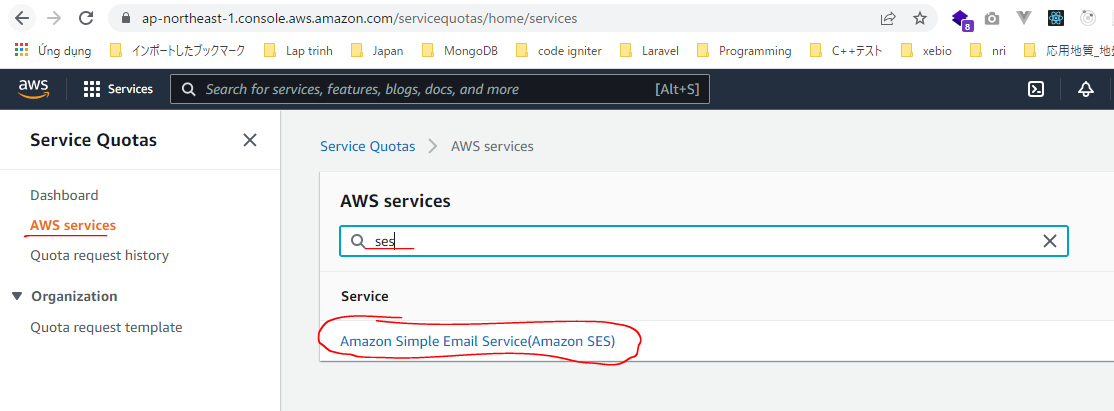 ap-northeast-1.console.aws.amazon.com/servicequotas/home/services
8
Ứng dụng インポートしたブックマーク Lap trinh Japan MongoDB code igniter Laravel Programming C++テスト xebio nri 応用地質_地
aws Services Search for services, features, blogs, docs, and more [Alt+S]
Service Quotas
Dashboard
AWS services
Quota request history
Organization
Quota request template
Service Quotas AWS services
AWS services
ses
Service
Amazon Simple Email Service(Amazon SES)